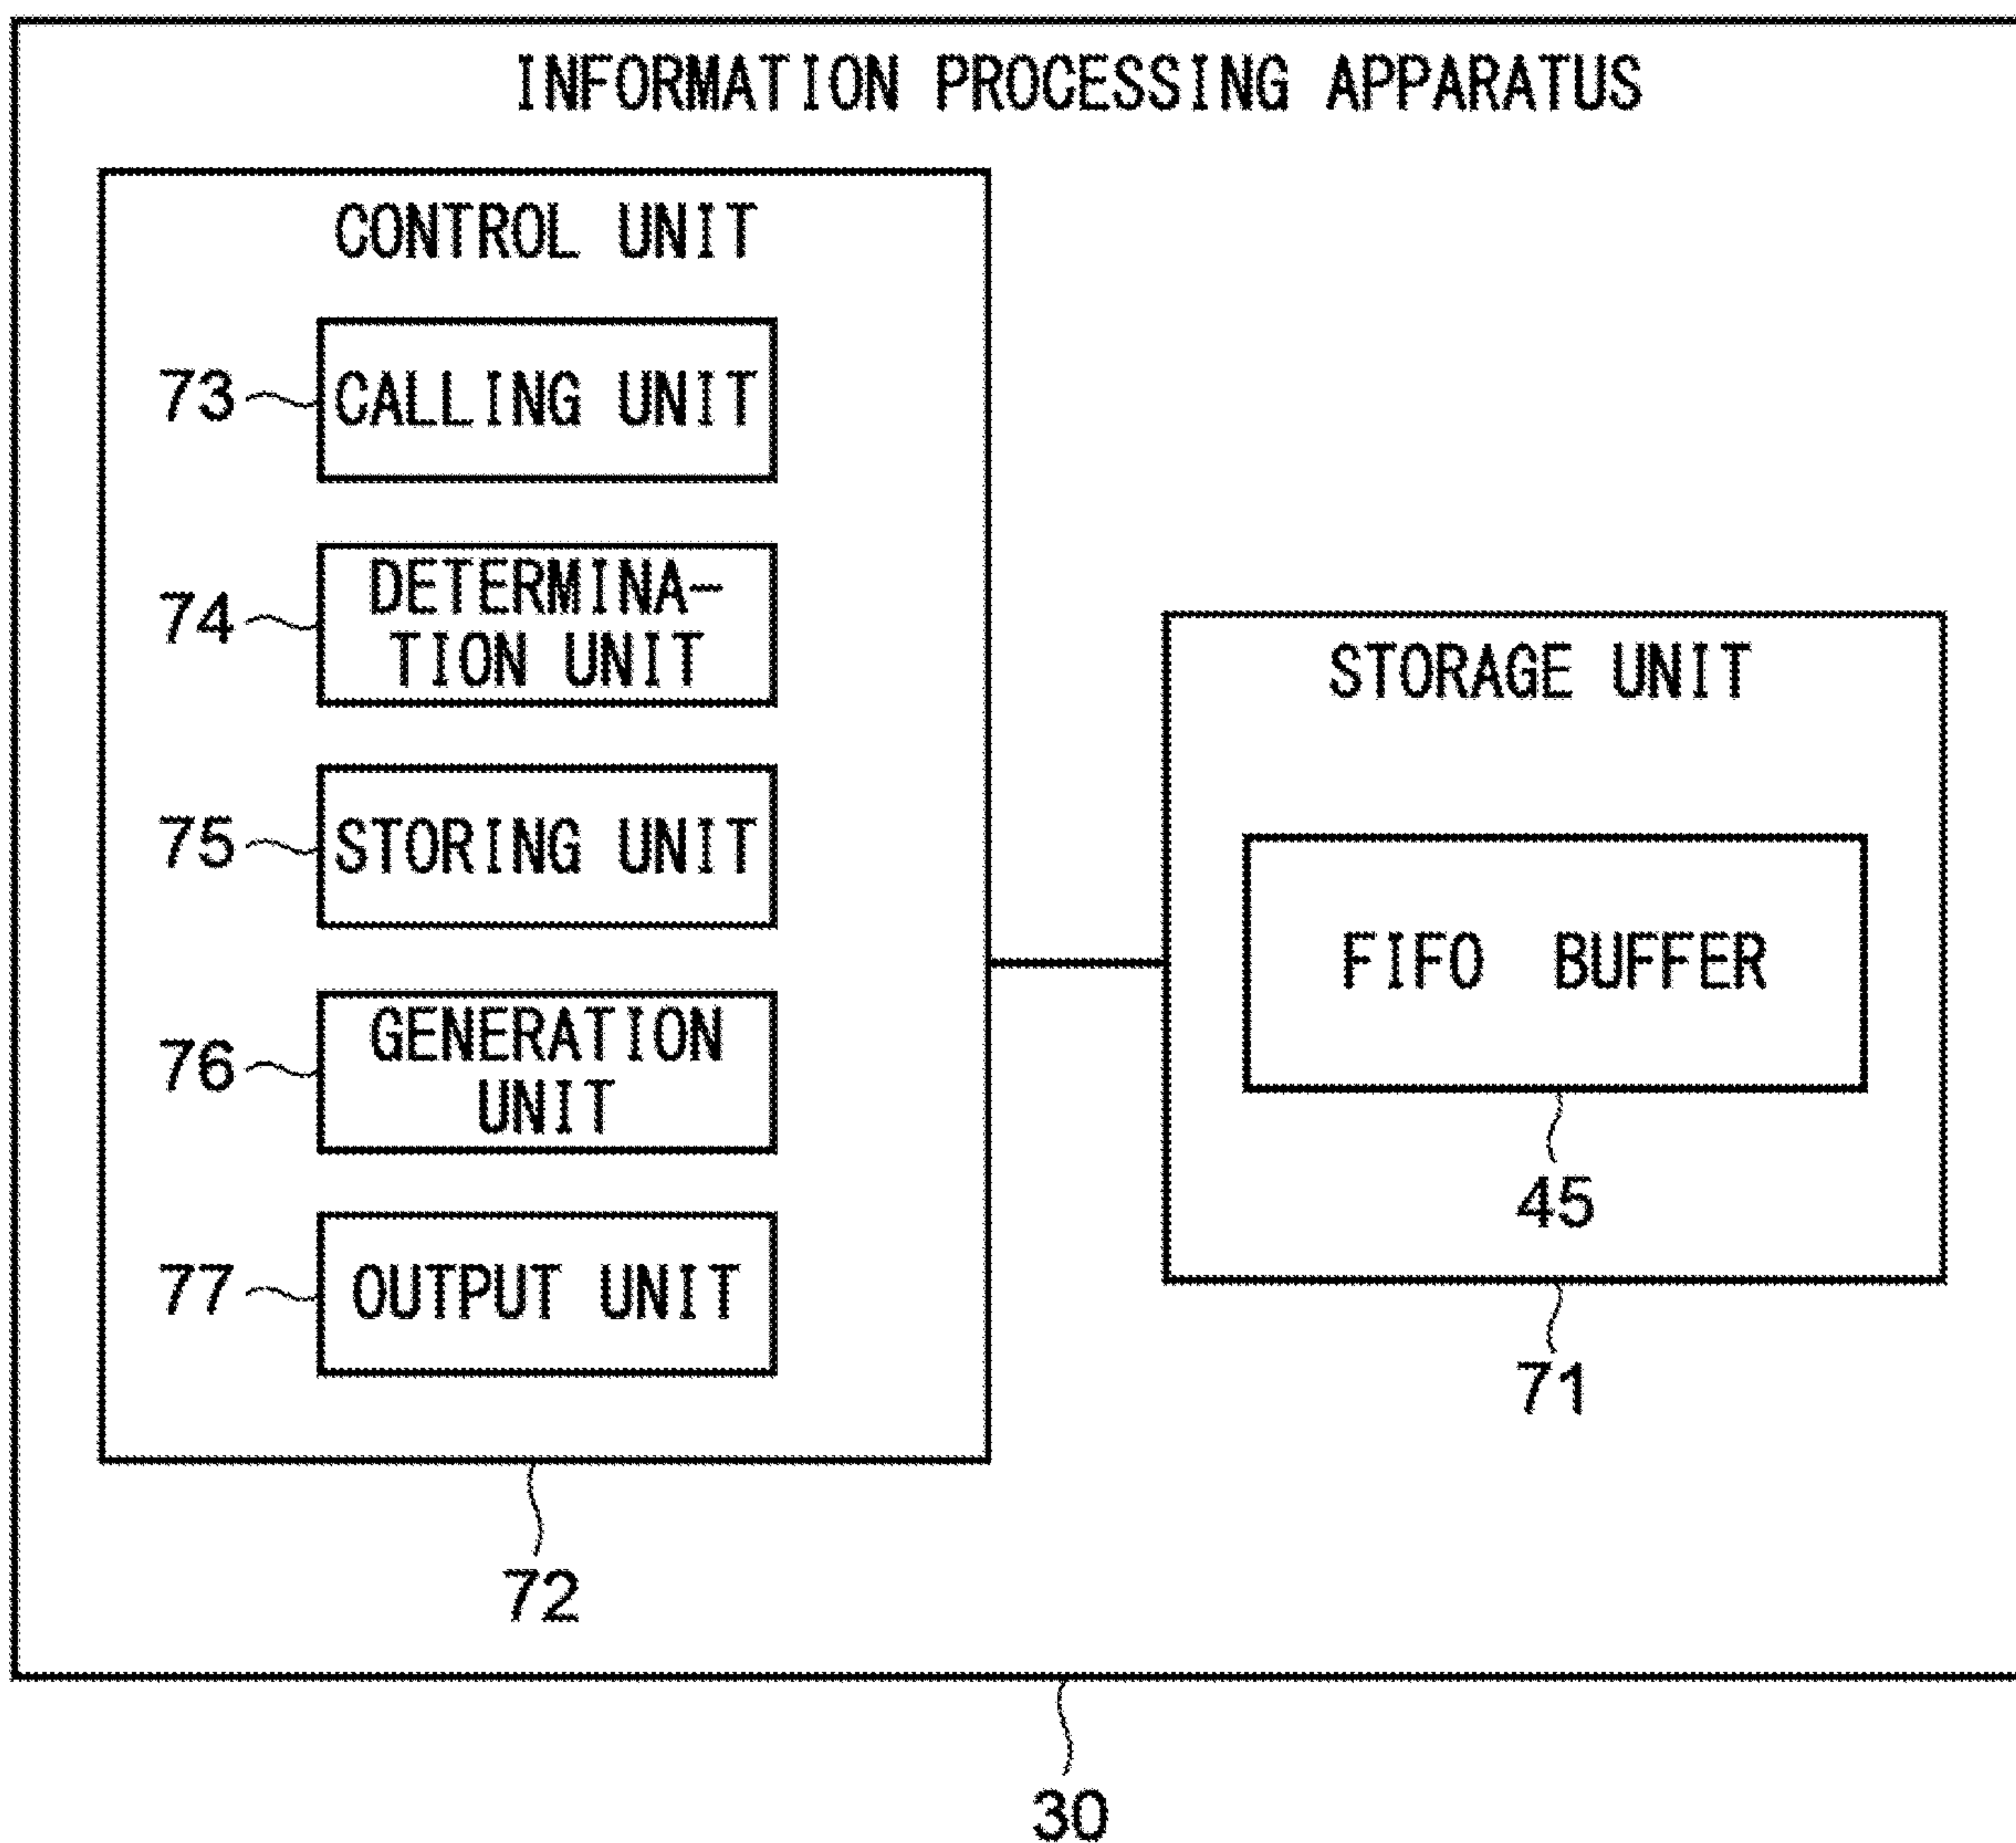 INFORMATION PROCESSING APPARATUS
CONTROL UNIT
73
CALLING UNIT
74
DETERMINA-
TION UNIT
75
STORING UNIT
76
GENERATION
UNIT
77
OUTPUT UNIT
72
STORAGE UNIT
FIFO BUFFER
45
71
30